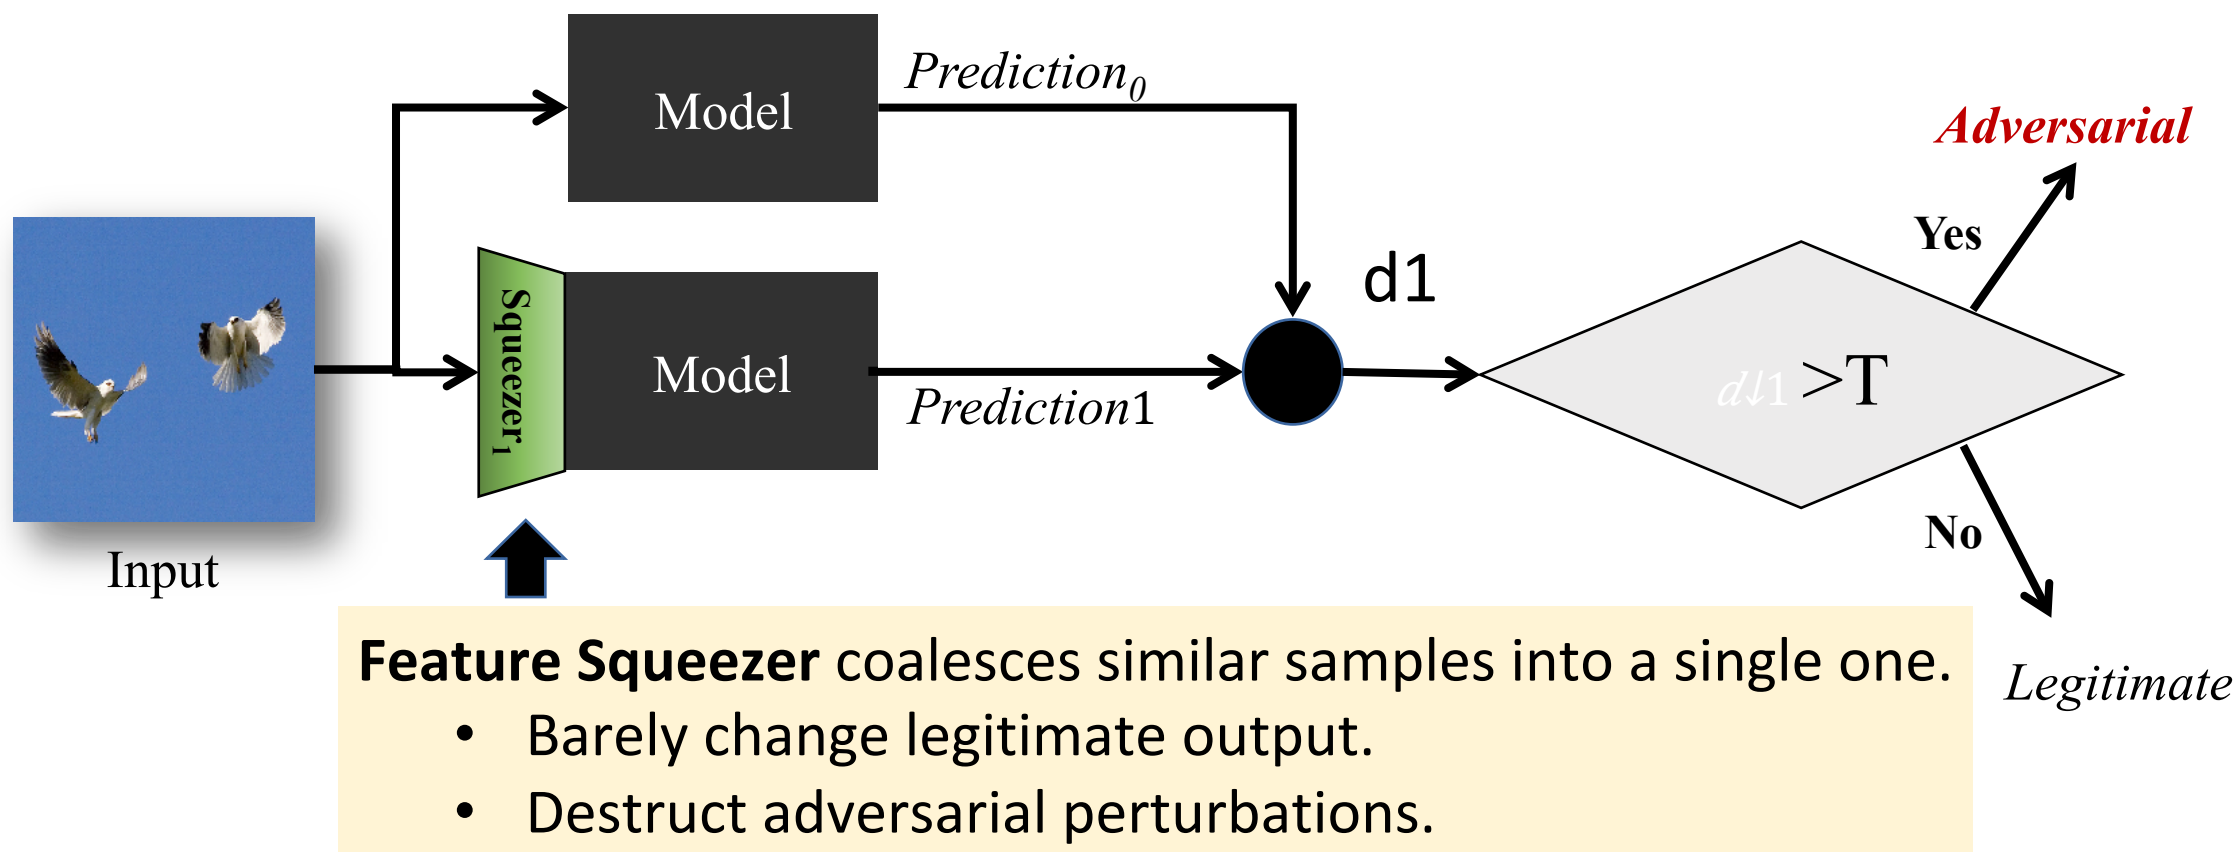 Model
Prediction₀
Adversarial
Yes
d1
Squeezer₁
Model
Prediction1
d↓1 >T
No
Input
Feature Squeezer coalesces similar samples into a single one.
• Barely change legitimate output.
• Destruct adversarial perturbations.
Legitimate